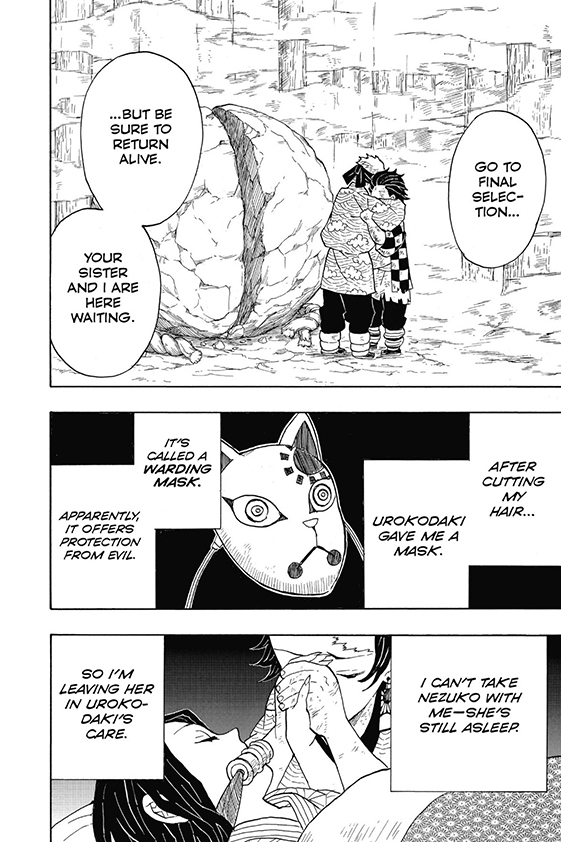 GO TO
FINAL
SELEC-
TION...
...BUT BE
SURE TO
RETURN
ALIVE.
YOUR
SISTER
AND I ARE
HERE
WAITING.
AFTER
CUTTING
MY
HAIR...
UROKODAKI
GAVE ME A
MASK.
IT'S
CALLED A
WARDING
MASK.
APPARENTLY,
IT OFFERS
PROTECTION
FROM EVIL.
I CAN'T TAKE
NEZUKO WITH
ME—SHE'S
STILL ASLEEP.
SO I'M
LEAVING HER
IN UROKO-
DAKI'S
CARE.